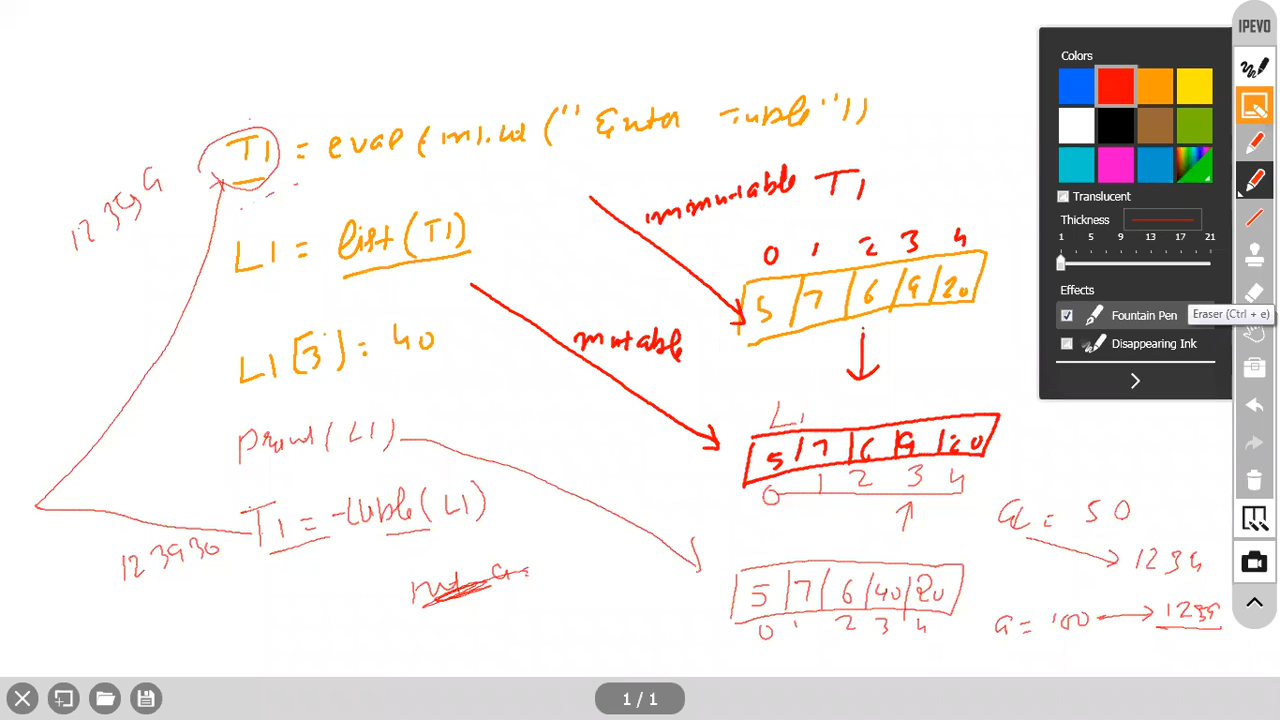 T1 = eval(input("Enter Tuple"))
12394
immutable T1
0 1 2 3 4
5 7 6 9 20
L1 = list(T1)
mutable
L1[3] = 40
L1
5 7 6 9 20
0 1 2 3 4
print(L1)
T1 = tuple(L1)
123930
= 50
1234
5 7 6 40 20
0 1 2 3 4
a = 100
1234
IPEVO
Colors
Translucent
Thickness
1 5 9 13 17 21
Effects
Fountain Pen
Eraser (Ctrl + e)
Disappearing Ink
1 / 1